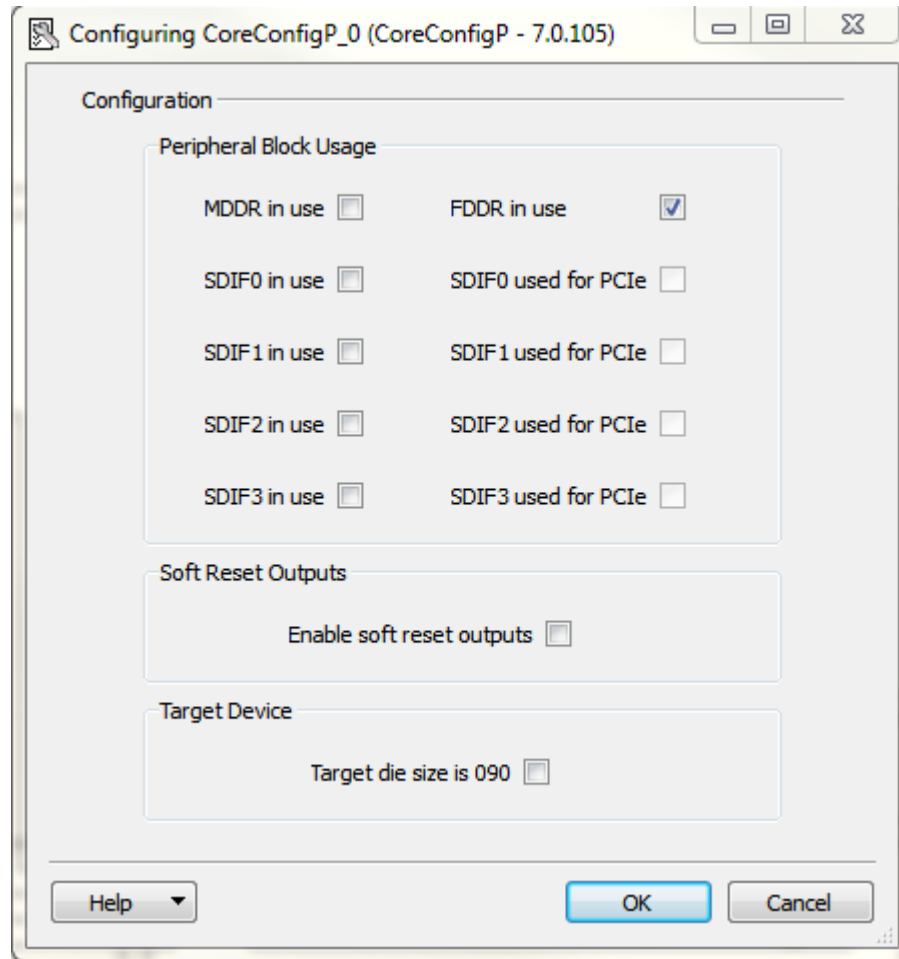 Configuring CoreConfigP_0 (CoreConfigP - 7.0.105)
Configuration
Peripheral Block Usage
MDDR in use FDDR in use
SDIF0 in use SDIF0 used for PCIe
SDIF1 in use SDIF1 used for PCIe
SDIF2 in use SDIF2 used for PCIe
SDIF3 in use SDIF3 used for PCIe
Soft Reset Outputs
Enable soft reset outputs
Target Device
Target die size is 090
Help OK Cancel